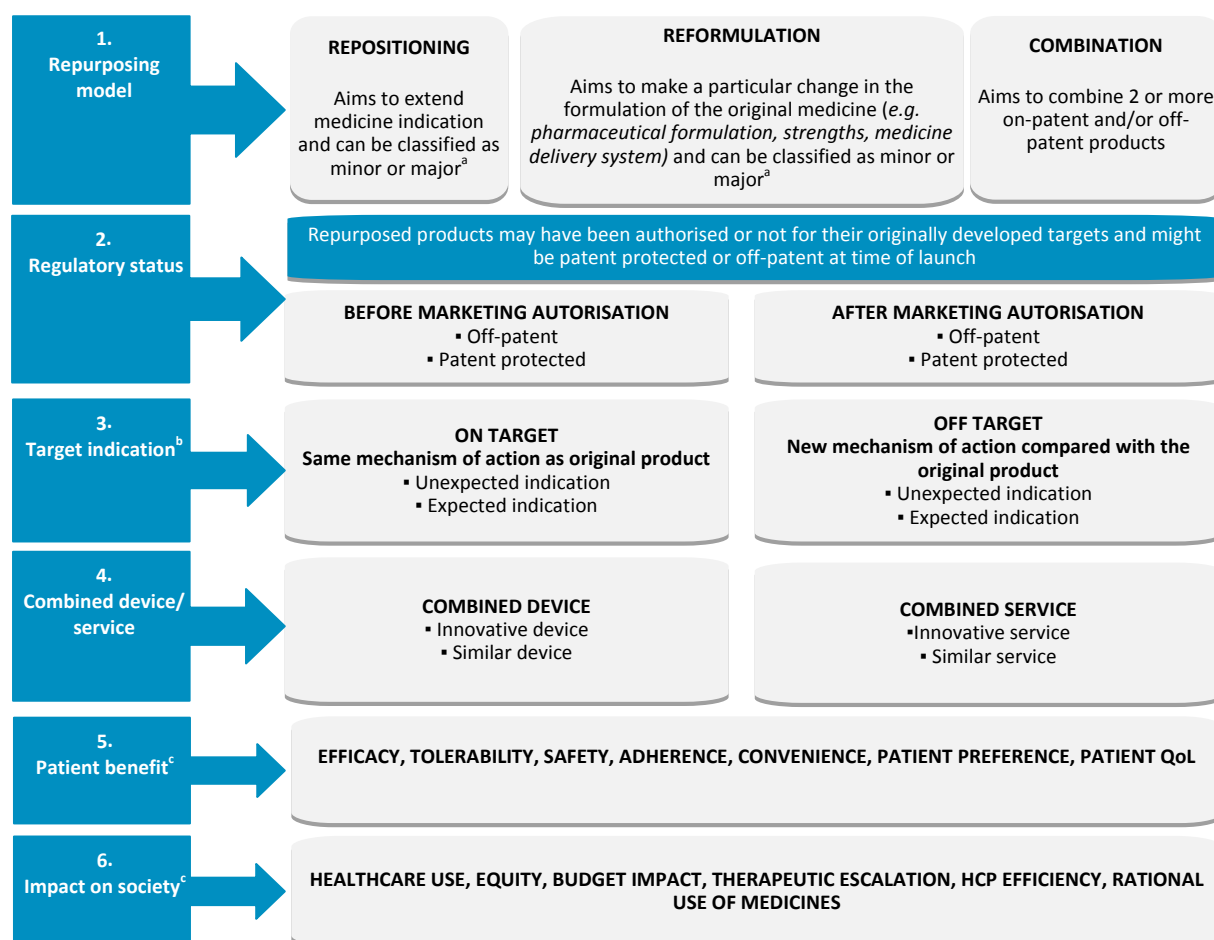 1.
Repurposing
model
REPOSITIONING
Aims to extend
medicine indication
and can be classified as
minor or majorª
REFORMULATION
Aims to make a particular change in the
formulation of the original medicine (e.g.
pharmaceutical formulation, strengths, medicine
delivery system) and can be classified as minor or
majorª
COMBINATION
Aims to combine 2 or more
on-patent and/or off-
patent products
2.
Regulatory status
Repurposed products may have been authorised or not for their originally developed targets and might
be patent protected or off-patent at time of launch
BEFORE MARKETING AUTORISATION
▪ Off-patent
▪ Patent protected
AFTER MARKETING AUTORISATION
▪ Off-patent
▪ Patent protected
3.
Target indicationᵇ
ON TARGET
Same mechanism of action as original product
▪ Unexpected indication
▪ Expected indication
OFF TARGET
New mechanism of action compared with the
original product
▪ Unexpected indication
▪ Expected indication
4.
Combined device/
service
COMBINED DEVICE
▪ Innovative device
▪ Similar device
COMBINED SERVICE
▪Innovative service
▪ Similar service
5.
Patient benefitᶜ
EFFICACY, TOLERABILITY, SAFETY, ADHERENCE, CONVENIENCE, PATIENT PREFERENCE, PATIENT QoL
6.
Impact on societyᶜ
HEALTHCARE USE, EQUITY, BUDGET IMPACT, THERAPEUTIC ESCALATION, HCP EFFICIENCY, RATIONAL
USE OF MEDICINES